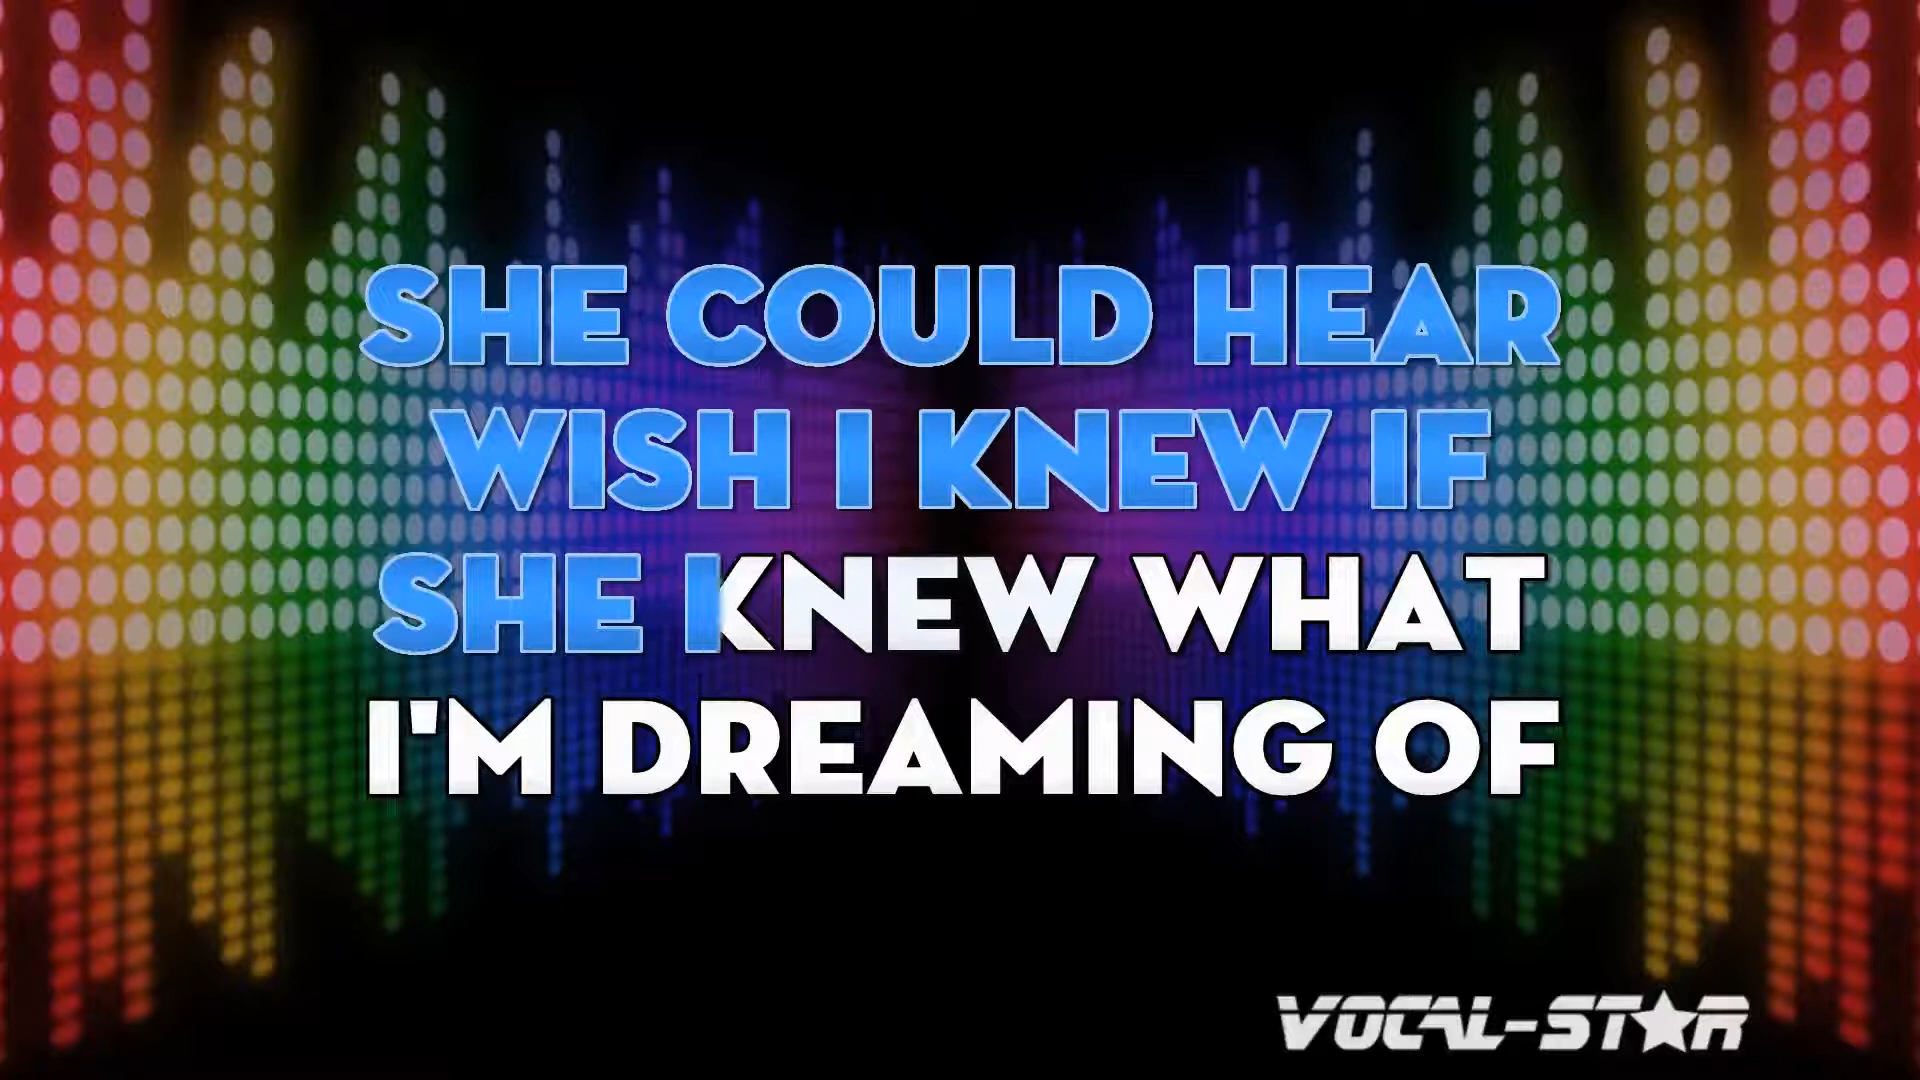 SHE COULD HEAR
WISH I KNEW IF
SHE KNEW WHAT
I'M DREAMING OF
VOCAL-STAR